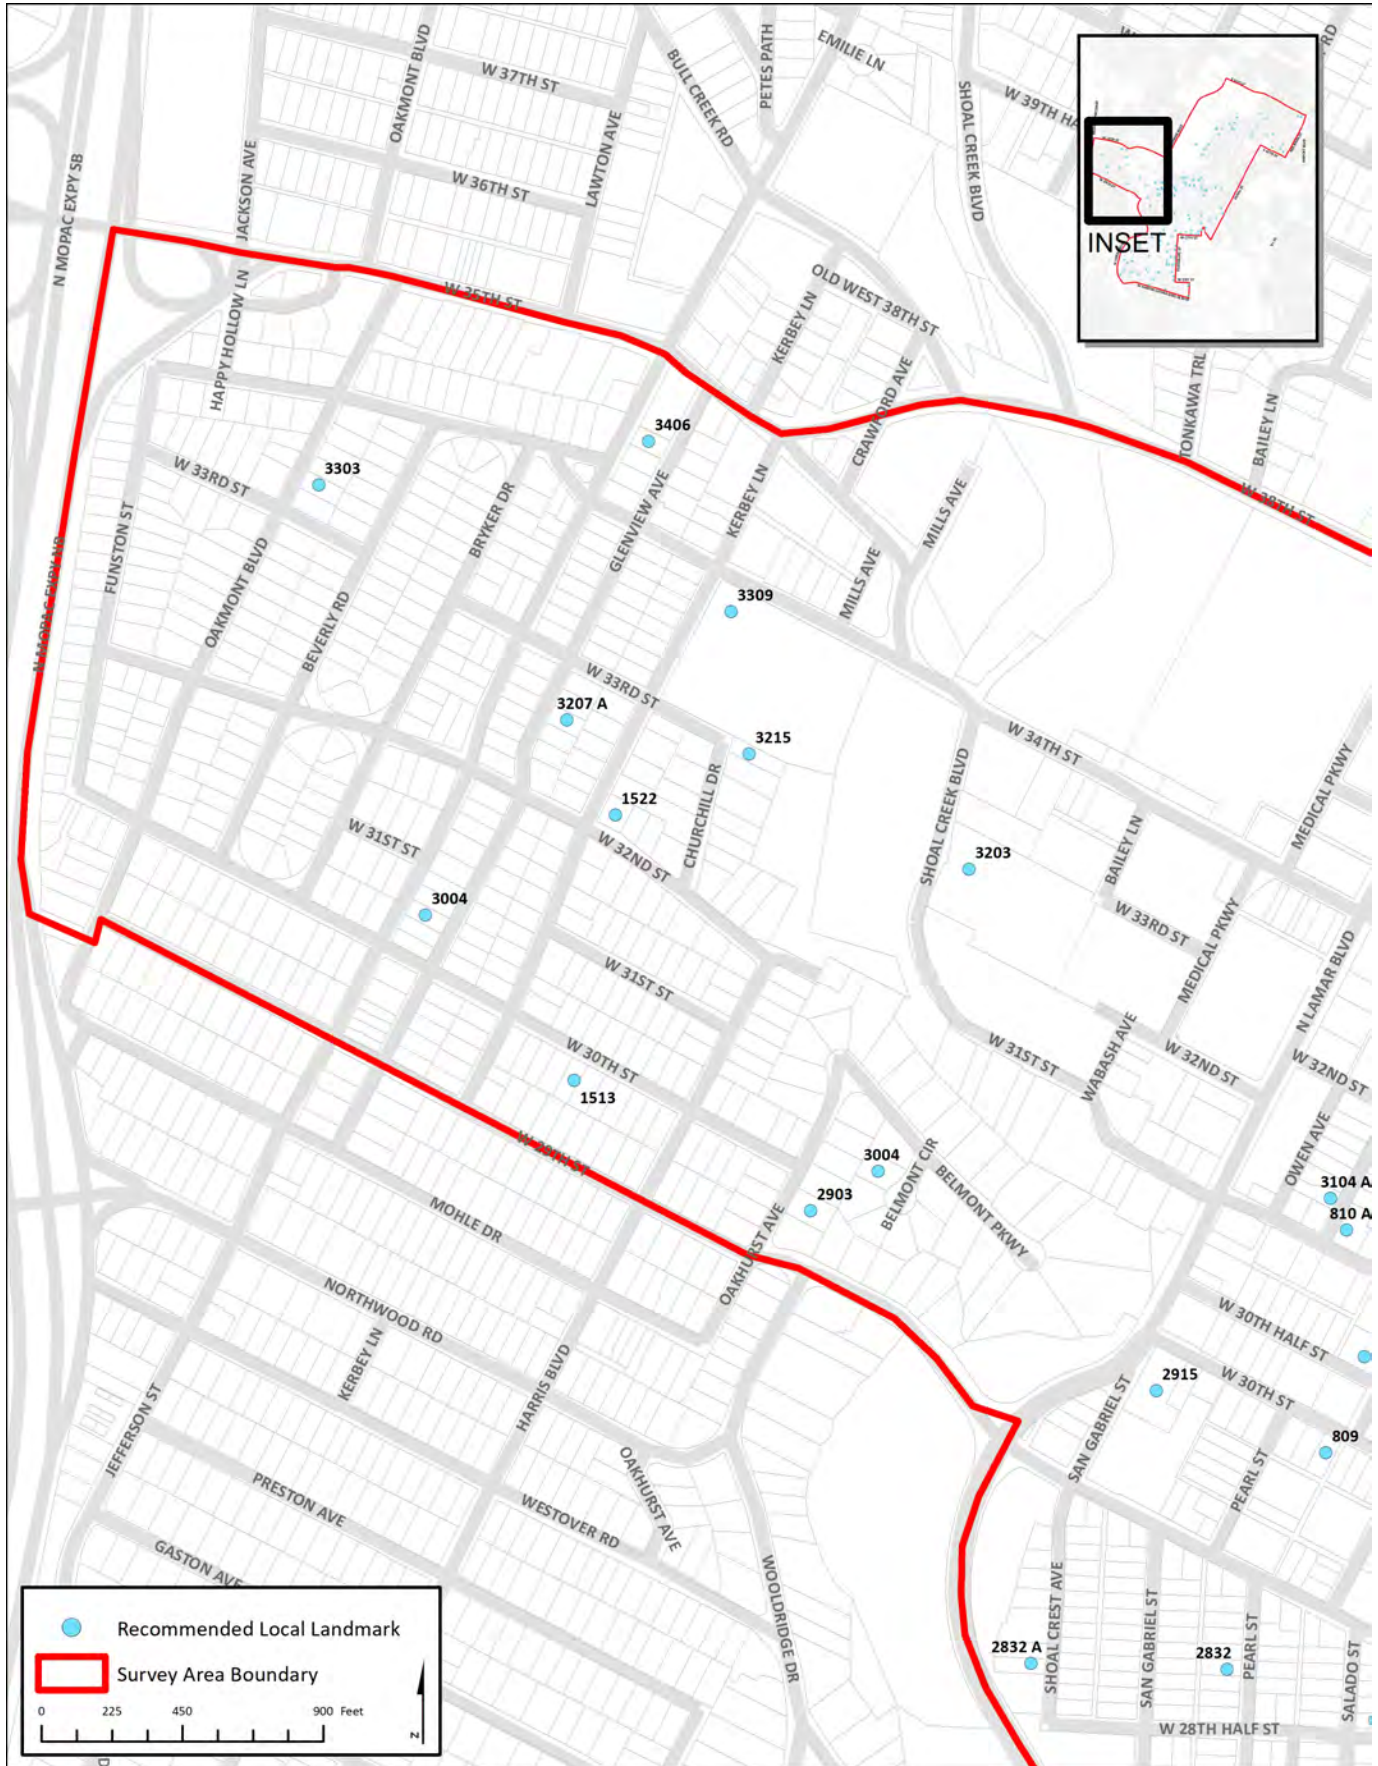 W 37TH ST
OAKMONT BLVD
BULL CREEK RD
PETES PATH
EMILIE LN
SHOAL CREEK BLVD
W 39TH HA
N MOPAC EXPY SB
JACKSON AVE
W 36TH ST
LAWTON AVE
INSET
HAPPY HOLLOW LN
W 35TH ST
KERBEY LN
OLD WEST 38TH ST
CRAWFORD AVE
TONKAWA TRL
BAILEY LN
W 38TH ST
3406
3303
W 33RD ST
FUNSTON ST
OAKMONT BLVD
BEVERLY RD
BRYKER DR
GLENVIEW AVE
KERBEY LN
MILLS AVE
MILLS AVE
N MOPAC EXPY NB
3309
W 33RD ST
3207 A
3215
W 34TH ST
MEDICAL PKWY
1522
CHURCHILL DR
SHOAL CREEK BLVD
W 31ST ST
W 32ND ST
3203
BAILEY LN
3004
W 33RD ST
MEDICAL PKWY
N LAMAR BLVD
W 31ST ST
W 30TH ST
W 31ST ST
WABASH AVE
W 32ND ST
W 32ND ST
1513
W 29TH ST
OWEN AVE
3004
BELMONT CIR
BELMONT PKWY
3104 A
2903
810 A
MOHLE DR
OAKHURST AVE
NORTHWOOD RD
W 30TH HALF ST
KERBEY LN
HARRIS BLVD
2915
W 30TH ST
JEFFERSON ST
SAN GABRIEL ST
809
PEARL ST
PRESTON AVE
OAKHURST AVE
WESTOVER RD
GASTON AVE
WOOLDRIDGE DR
SHOAL CREST AVE
SAN GABRIEL ST
PEARL ST
SALADO ST
2832 A
2832
W 28TH HALF ST
Recommended Local Landmark
Survey Area Boundary
0 225 450 900 Feet
N